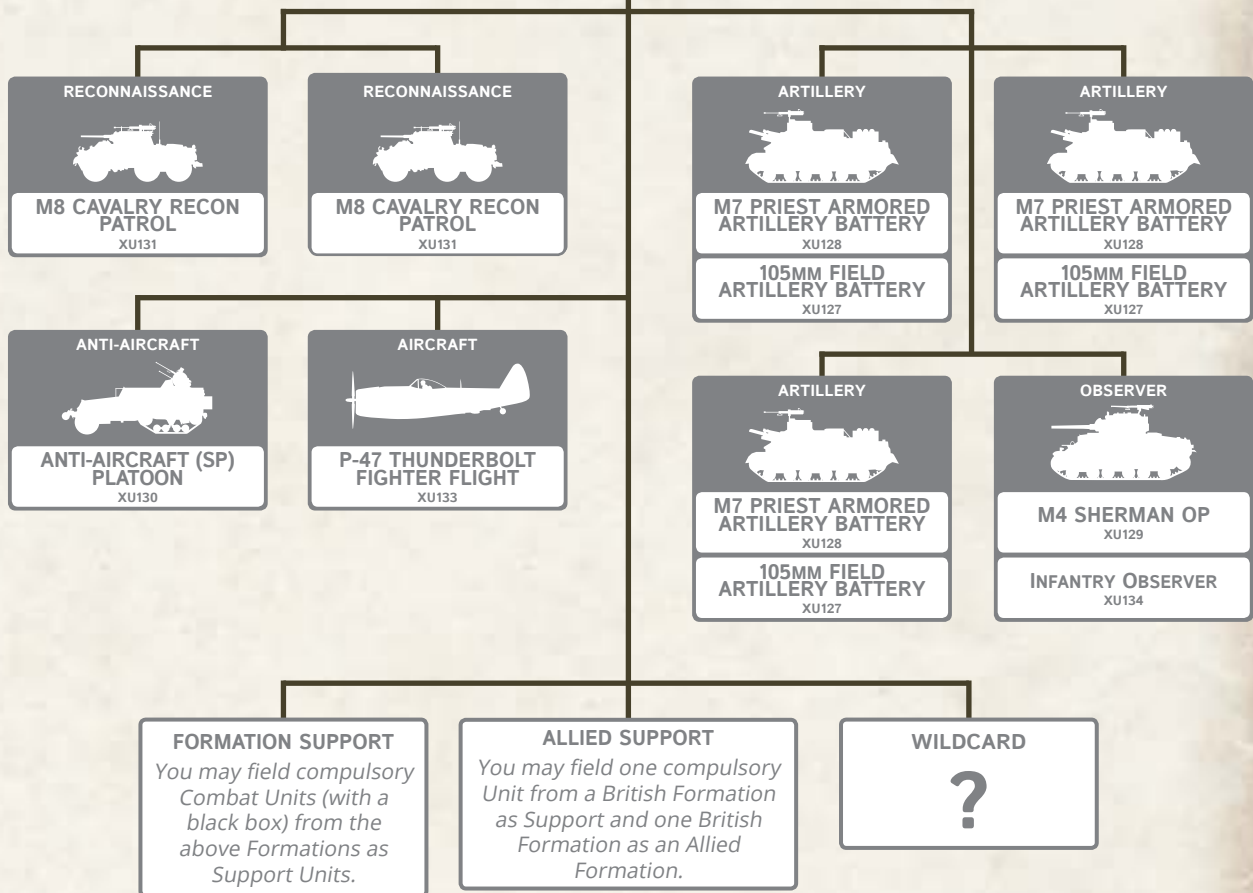 RECONNAISSANCE
M8 CAVALRY RECON
PATROL
XU131
RECONNAISSANCE
M8 CAVALRY RECON
PATROL
XU131
ARTILLERY
M7 PRIEST ARMORED
ARTILLERY BATTERY
XU128
105MM FIELD
ARTILLERY BATTERY
XU127
ARTILLERY
M7 PRIEST ARMORED
ARTILLERY BATTERY
XU128
105MM FIELD
ARTILLERY BATTERY
XU127
ANTI-AIRCRAFT
ANTI-AIRCRAFT (SP)
PLATOON
XU130
AIRCRAFT
P-47 THUNDERBOLT
FIGHTER FLIGHT
XU133
ARTILLERY
M7 PRIEST ARMORED
ARTILLERY BATTERY
XU128
105MM FIELD
ARTILLERY BATTERY
XU127
OBSERVER
M4 SHERMAN OP
XU129
INFANTRY OBSERVER
XU134
FORMATION SUPPORT
You may field compulsory
Combat Units (with a
black box) from the
above Formations as
Support Units.
ALLIED SUPPORT
You may field one compulsory
Unit from a British Formation
as Support and one British
Formation as an Allied
Formation.
WILDCARD
?